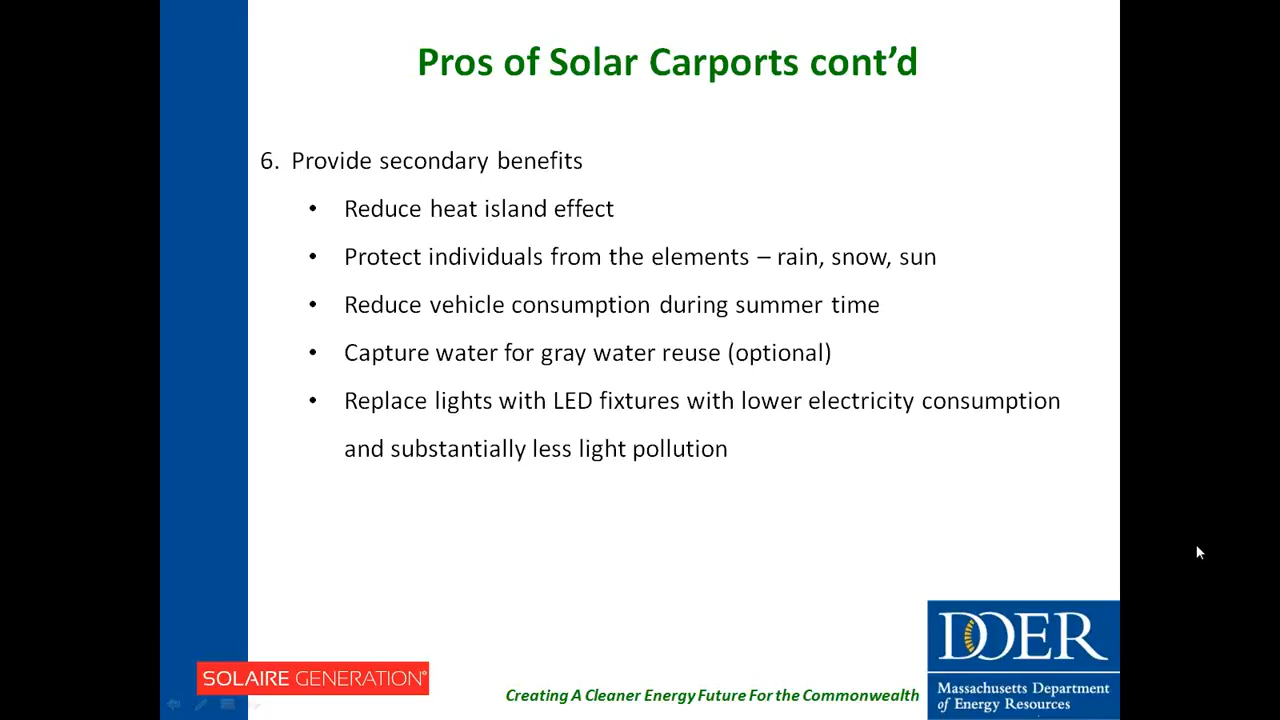 Pros of Solar Carports cont’d
6. Provide secondary benefits
• Reduce heat island effect
• Protect individuals from the elements – rain, snow, sun
• Reduce vehicle consumption during summer time
• Capture water for gray water reuse (optional)
• Replace lights with LED fixtures with lower electricity consumption
and substantially less light pollution
SOLAIRE GENERATION®
Creating A Cleaner Energy Future For the Commonwealth
DOER
Massachusetts Department
of Energy Resources